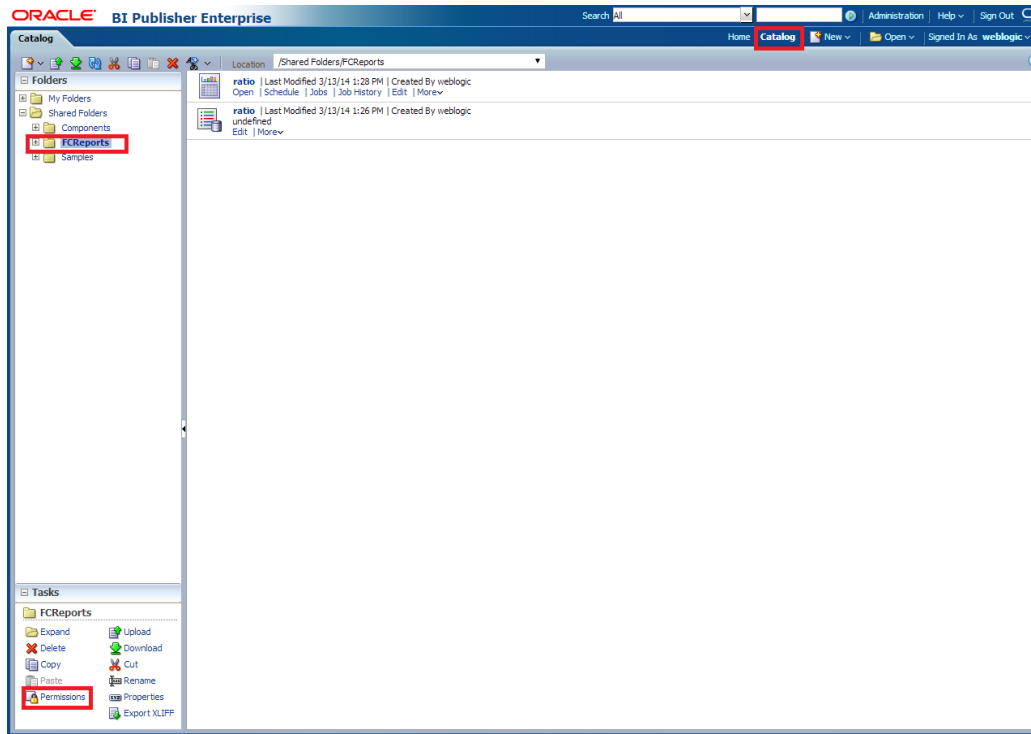 ORACLE BI Publisher Enterprise
Search All Administration Help Sign Out
Catalog Home Catalog New Open Signed In As weblogic
Location /Shared Folders/FCReports
Folders
My Folders
Shared Folders
Components
FCReports
Samples
ratio |Last Modified 3/13/14 1:28 PM | Created By weblogic
Open |Schedule |Jobs |Job History |Edit |More
ratio |Last Modified 3/13/14 1:26 PM | Created By weblogic
undefined
Edit |More
Tasks
FCReports
Expand Upload
Delete Download
Copy Cut
Paste Rename
Permissions Properties
Export XLIFF